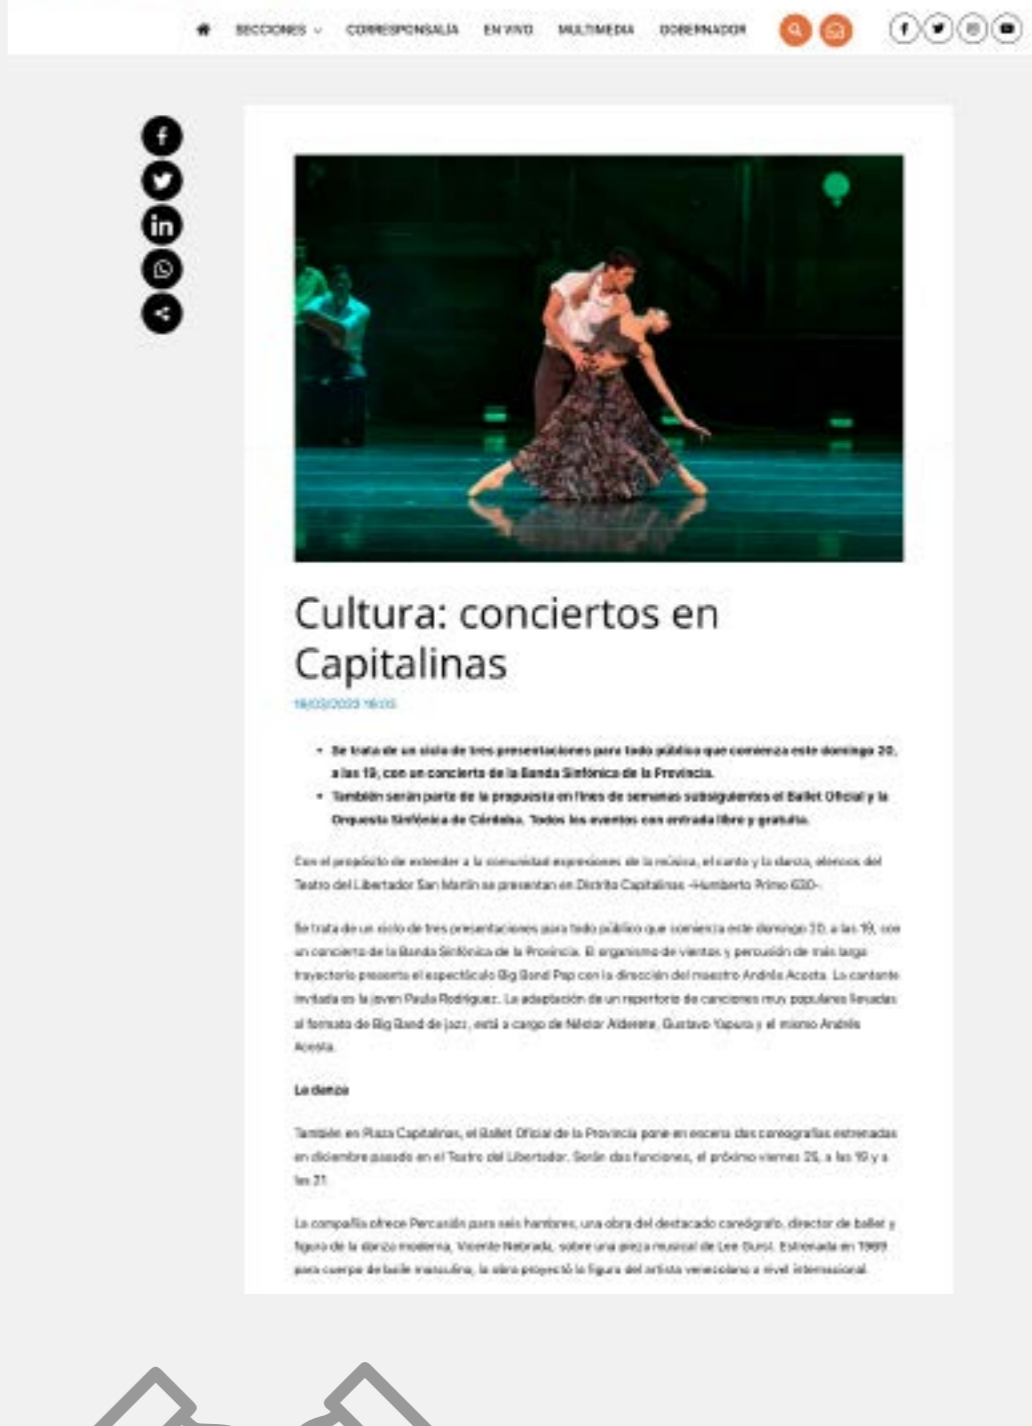 SECCIONES
CORRESPONSALÍA
EN VIVO
MULTIMEDIA
GOBERNADOR
Cultura: conciertos en
Capitalinas
Se trata de un ciclo de tres presentaciones para todo público que comienza este domingo 20,
a las 19, con un concierto de la Banda Sinfónica de la Provincia.
También serán parte de la propuesta en fines de semanas subsiguientes el Ballet Oficial y la
Orquesta Sinfónica de Córdoba. Todos los eventos con entrada libre y gratuita.
Con el propósito de extender a la comunidad expresiones de la música, el canto y la danza, elencos del
Teatro del Libertador San Martín se presentan en Distrito Capitalinas -Humberto Primo 630-.
Se trata de un ciclo de tres presentaciones para todo público que comienza este domingo 20, a las 19, con
un concierto de la Banda Sinfónica de la Provincia. El organismo de vientos y percusión de más larga
trayectoria presenta el espectáculo Big Band Pop con la dirección del maestro Andrés Acosta. La cantante
invitada es la joven Paula Rodríguez. La adaptación de un repertorio de canciones muy populares llevadas
al formato de Big Band de jazz, está a cargo de Néstor Alderete, Gustavo Yapura y el mismo Andrés
Acosta.
La danza
También en Plaza Capitalinas, el Ballet Oficial de la Provincia pone en escena dos coreografías estrenadas
en diciembre pasado en el Teatro del Libertador. Serán dos funciones, el próximo viernes 25, a las 19 y a
las 21.
La compañía ofrece Percusión para seis hombres, una obra del destacado coreógrafo, director de ballet y
figura de la danza moderna, Vicente Nebrada, sobre una pieza musical de Lee Gurst. Estrenada en 1969
para cuerpo de baile masculino, la obra proyectó la figura del artista venezolano a nivel internacional.